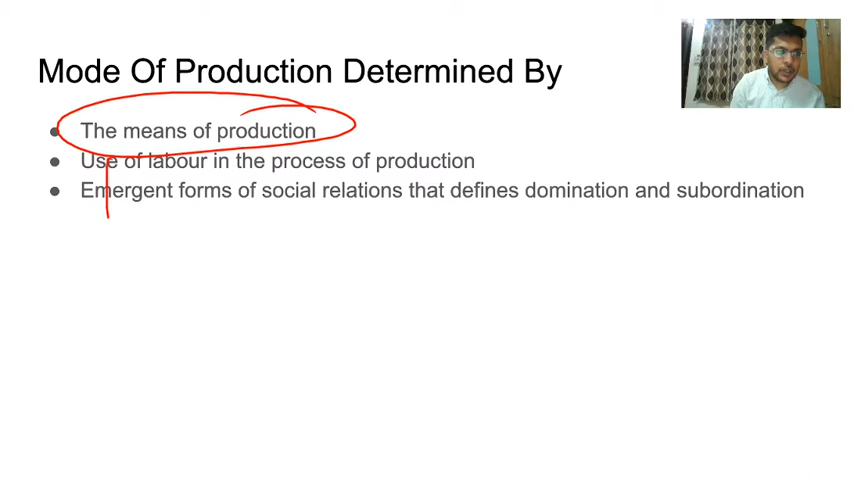 Mode Of Production Determined By
● The means of production
● Use of labour in the process of production
● Emergent forms of social relations that defines domination and subordination